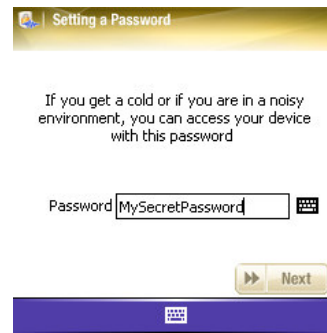 Setting a Password
If you get a cold or if you are in a noisy
environment, you can access your device
with this password
Password MySecretPassword
Next